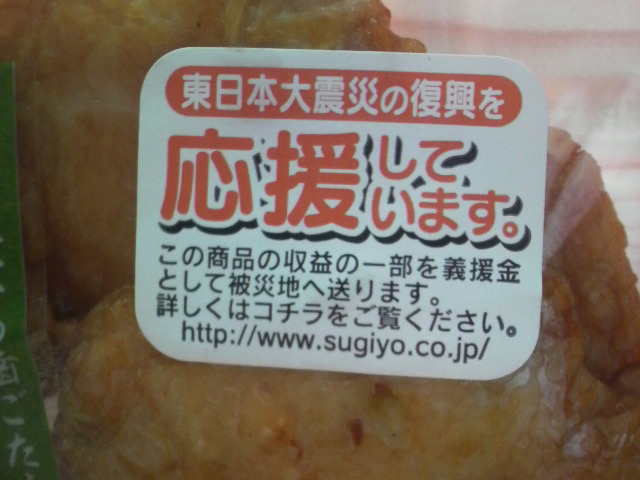 東日本大震災の復興を
応援しています。
この商品の収益の一部を義援金
として被災地へ送ります。
詳しくはコチラをご覧ください。
http://www.sugiyo.co.jp/
ごた